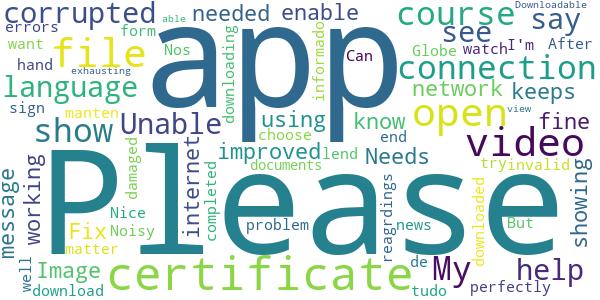 corrupted needed enable course say Downloadable able
errors form Nos app Can I'm see watch After
want file hand downloading informado Globe connection
exhausting language sign manten using know choose network keeps
show Unable open fine
message working damaged internet improved lend end Needs video try invalid
Please documents
Fix Nice Noisy completed problem reagrdings news downloaded But view showing
matter well Image certificate de My help
download tudo perfectly